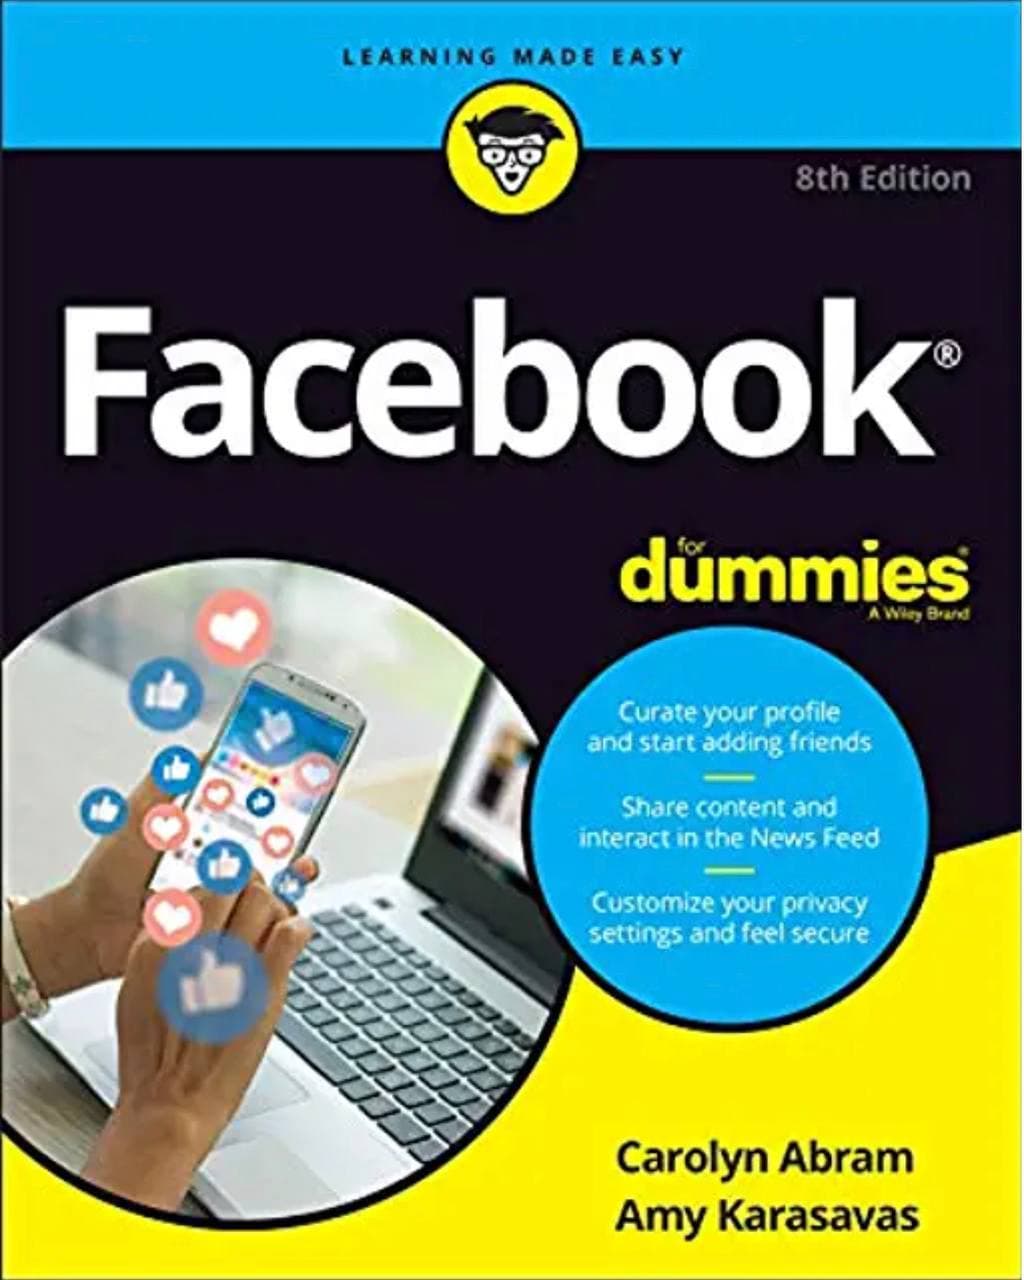 LEARNING MADE EASY
8th Edition
Facebook®
for
dummies®
A Wiley Brand
Curate your profile
and start adding friends
Share content and
interact in the News Feed
Customize your privacy
settings and feel secure
Carolyn Abram
Amy Karasavas